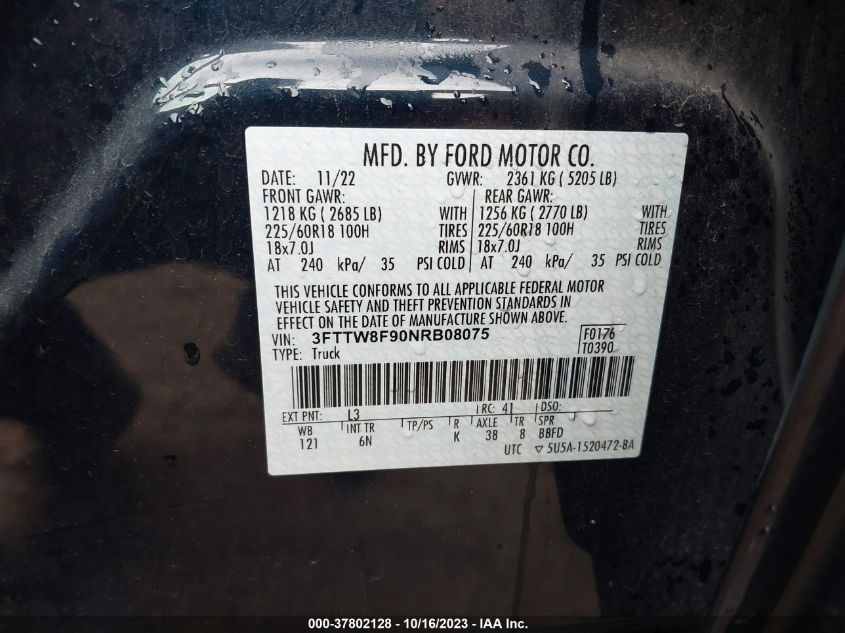 MFD. BY FORD MOTOR CO.
DATE: 11/22 GVWR: 2361 KG ( 5205 LB)
FRONT GAWR: REAR GAWR:
1218 KG ( 2685 LB) WITH 1256 KG ( 2770 LB) WITH
225/60R18 100H TIRES 225/60R18 100H TIRES
18x7.0J RIMS 18x7.0J RIMS
AT 240 kPa/ 35 PSI COLD AT 240 kPa/ 35 PSI COLD
THIS VEHICLE CONFORMS TO ALL APPLICABLE FEDERAL MOTOR
VEHICLE SAFETY AND THEFT PREVENTION STANDARDS IN
EFFECT ON THE DATE OF MANUFACTURE SHOWN ABOVE.
VIN: 3FTTW8F90NRB08075 F0176
TYPE: Truck T0390
EXT PNT: L3 RC: 41 DSO:
WB INT TR TP/PS R AXLE TR SPR
121 6N K 38 8 BBFD
UTC ▽ 5U5A-1520472-BA
000-37802128 - 10/16/2023 - IAA Inc.